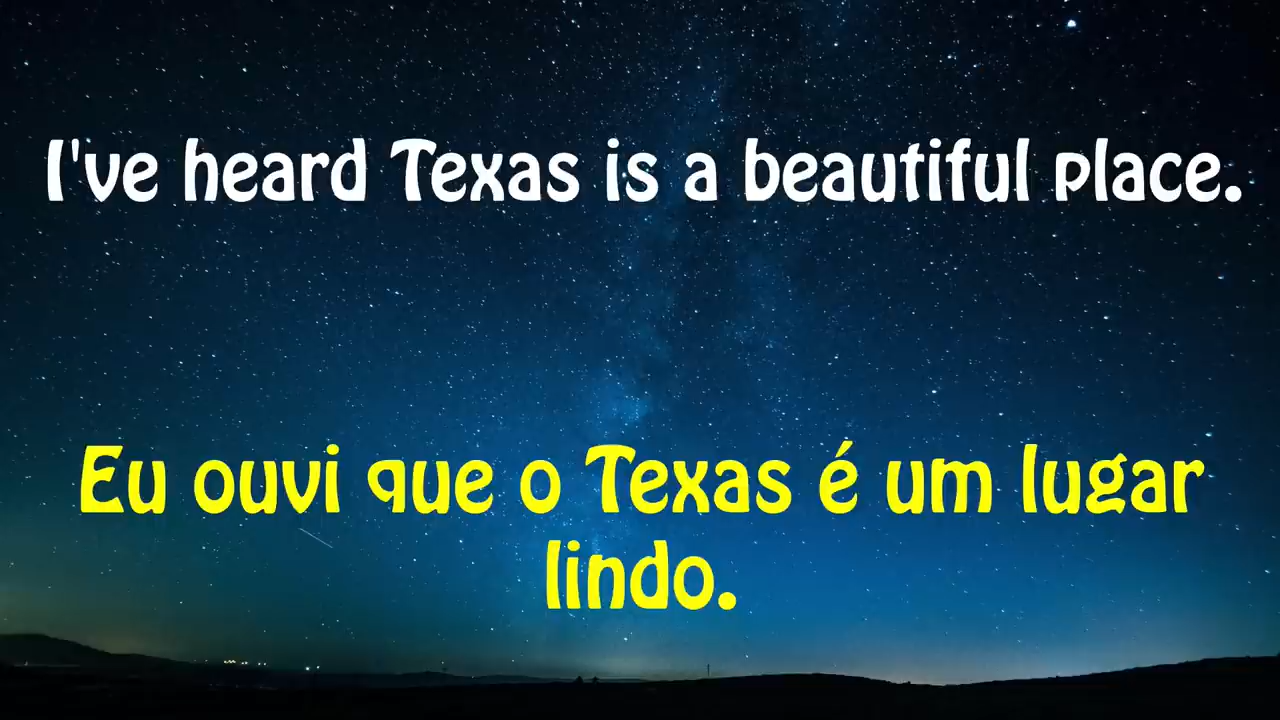 I've heard Texas is a beautiful place.
Eu ouvi que o Texas é um lugar
lindo.